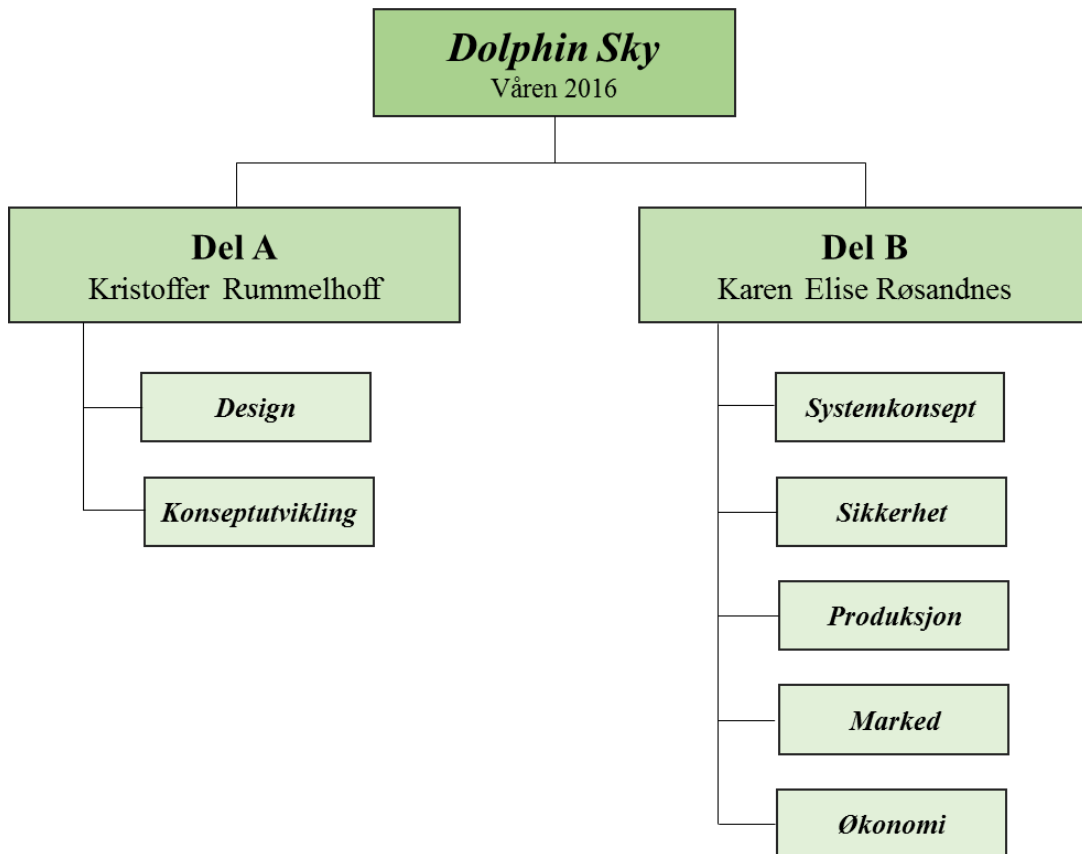 Dolphin Sky
Våren 2016
Del A
Kristoffer Rummelhoff
Design
Konseptutvikling
Del B
Karen Elise Røsandnes
Systemkonsept
Sikkerhet
Produksjon
Marked
Økonomi